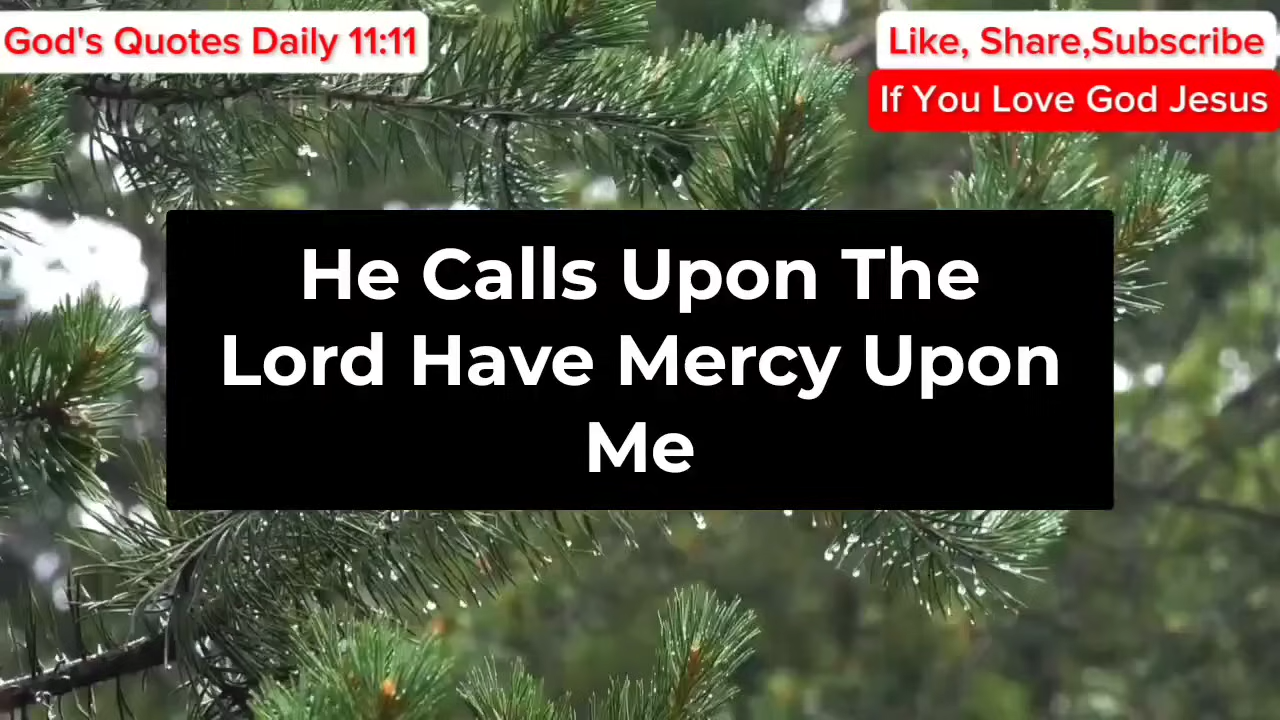 God's Quotes Daily 11:11
Like, Share,Subscribe
If You Love God Jesus
He Calls Upon The
Lord Have Mercy Upon
Me